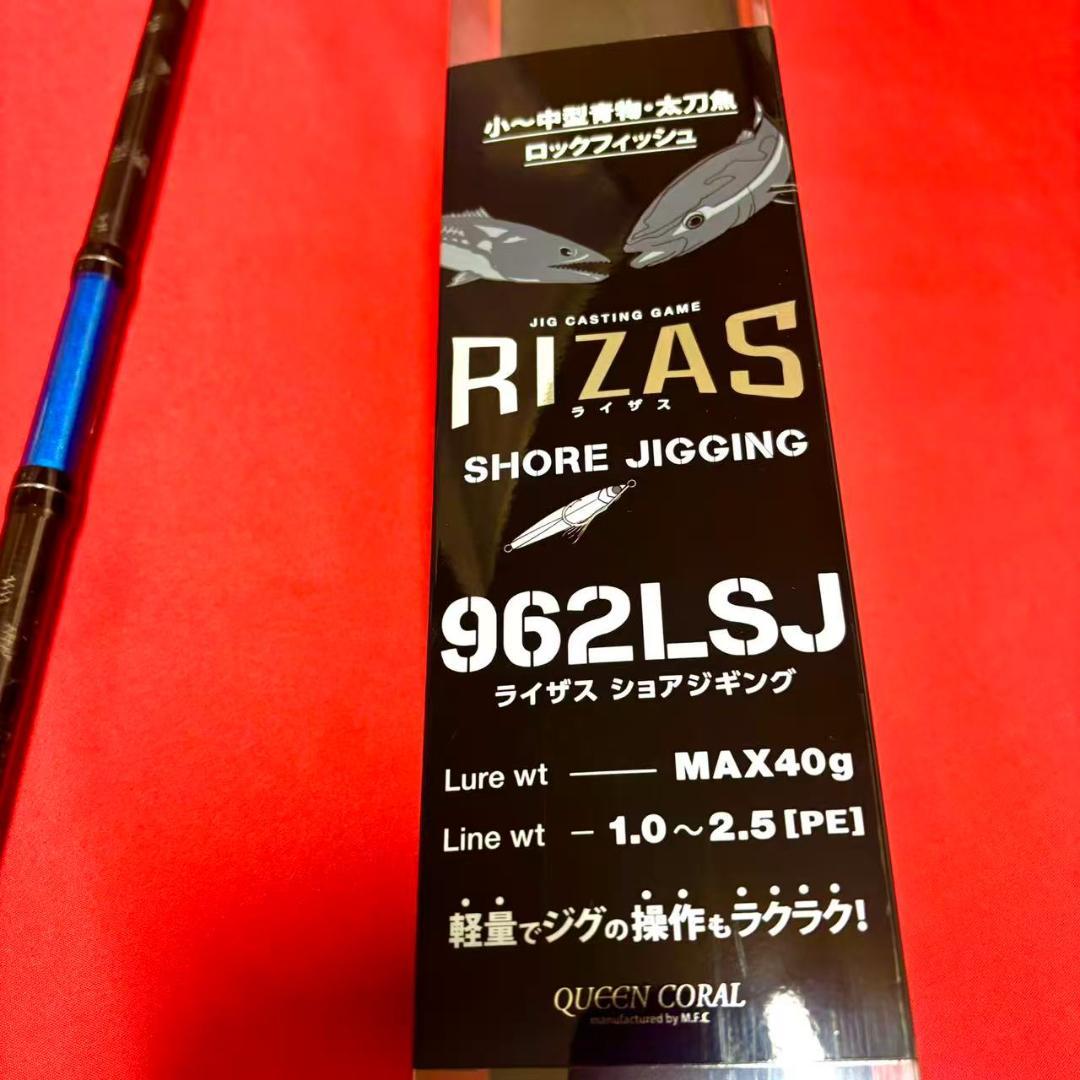 小～中型青物・太刀魚
ロックフィッシュ
JIG CASTING GAME
RIZAS
ライザス
SHORE JIGGING
962LSJ
ライザス ショアジギング
Lure wt ― MAX40g
Line wt ― 1.0～2.5[PE]
軽量でジグの操作もラクラク!
QUEEN CORAL
manufactured by M.F.C